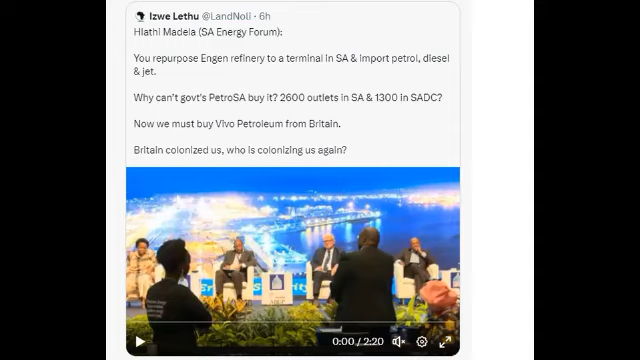 Izwe Lethu @LandNoli · 6h
Hlathi Madela (SA Energy Forum):
You repurpose Engen refinery to a terminal in SA & import petrol, diesel
& jet.
Why can't govt's PetroSA buy it? 2600 outlets in SA & 1300 in SADC?
Now we must buy Vivo Petroleum from Britain.
Britain colonized us, who is colonizing us again?
0:00 / 2:20